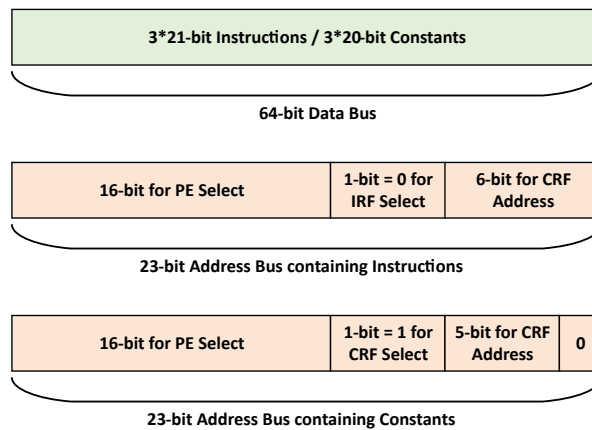 3*21-bit Instructions / 3*20-bit Constants
64-bit Data Bus
16-bit for PE Select
1-bit = 0 for
IRF Select
6-bit for CRF
Address
23-bit Address Bus containing Instructions
16-bit for PE Select
1-bit = 1 for
CRF Select
5-bit for CRF
Address
0
23-bit Address Bus containing Constants